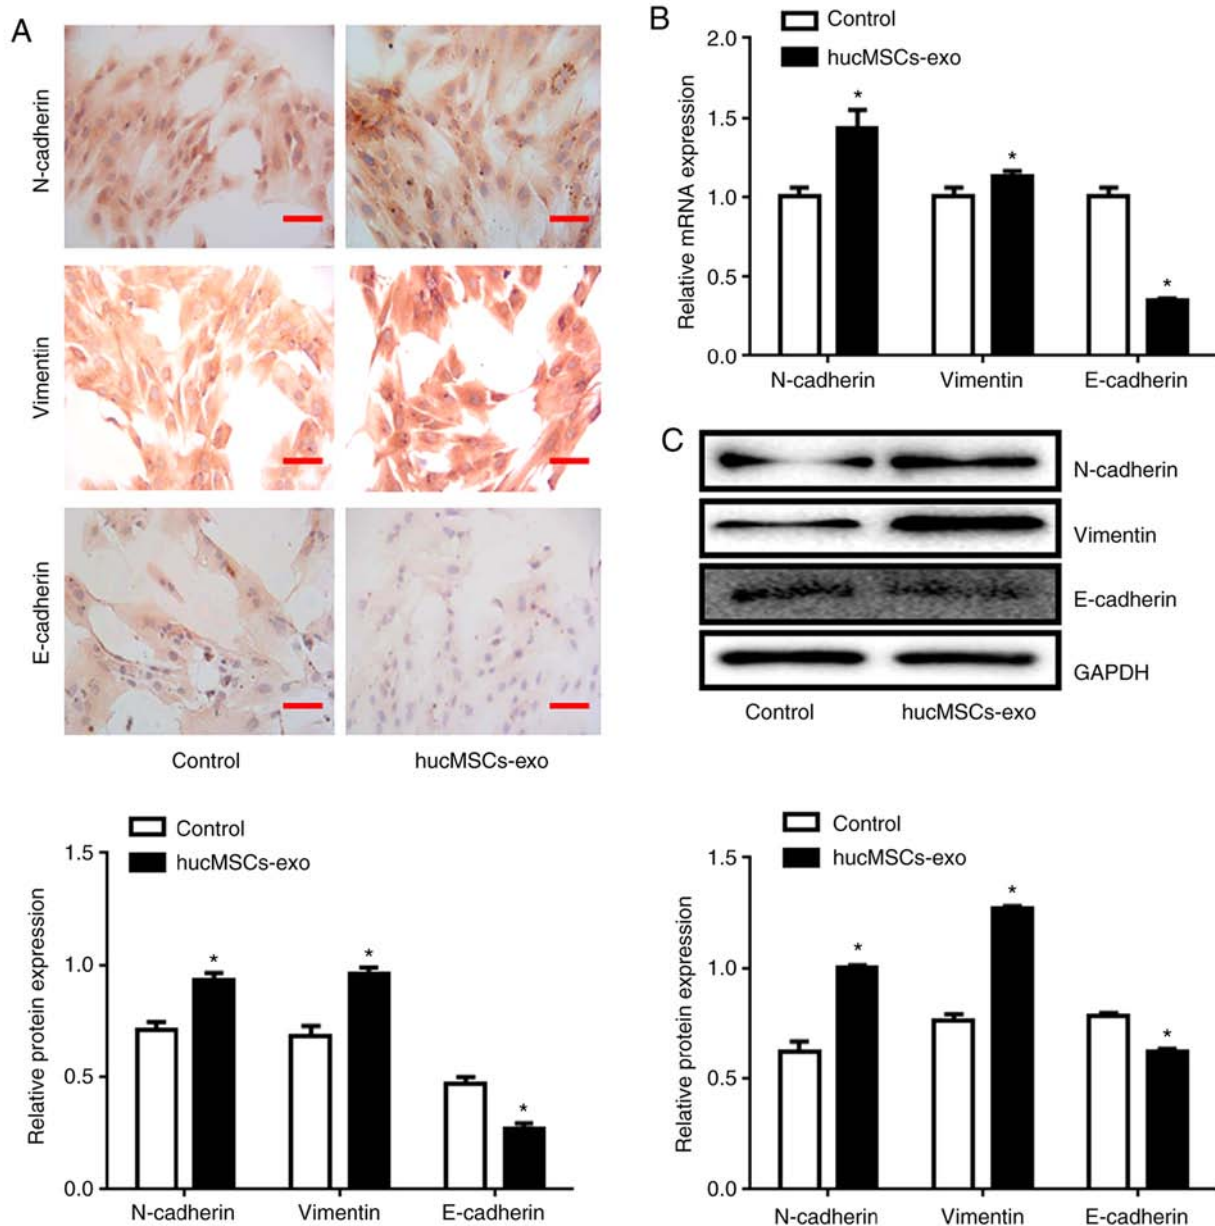 A
N-cadherin
Vimentin
E-cadherin
Control
hucMSCs-exo
Control
hucMSCs-exo
Relative protein expression
1.5
1.0
0.5
0.0
*
*
*
N-cadherin
Vimentin
E-cadherin
B
Control
hucMSCs-exo
Relative mRNA expression
2.0
1.5
1.0
0.5
0.0
*
*
*
N-cadherin
Vimentin
E-cadherin
C
N-cadherin
Vimentin
E-cadherin
GAPDH
Control
hucMSCs-exo
Control
hucMSCs-exo
Relative protein expression
1.5
1.0
0.5
0.0
*
*
*
N-cadherin
Vimentin
E-cadherin